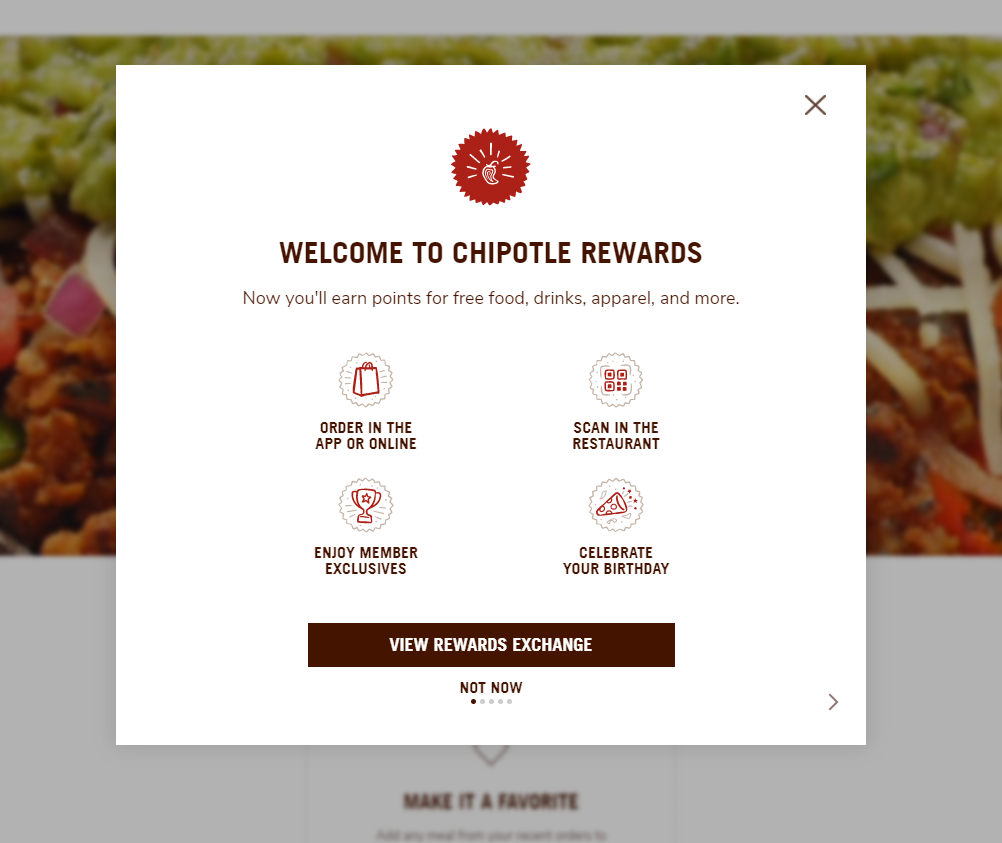 WELCOME TO CHIPOTLE REWARDS
Now you'll earn points for free food, drinks, apparel, and more.
ORDER IN THE
APP OR ONLINE
SCAN IN THE
RESTAURANT
ENJOY MEMBER
EXCLUSIVES
CELEBRATE
YOUR BIRTHDAY
VIEW REWARDS EXCHANGE
NOT NOW
MAKE IT A FAVORITE
Add any meal from your recent orders to